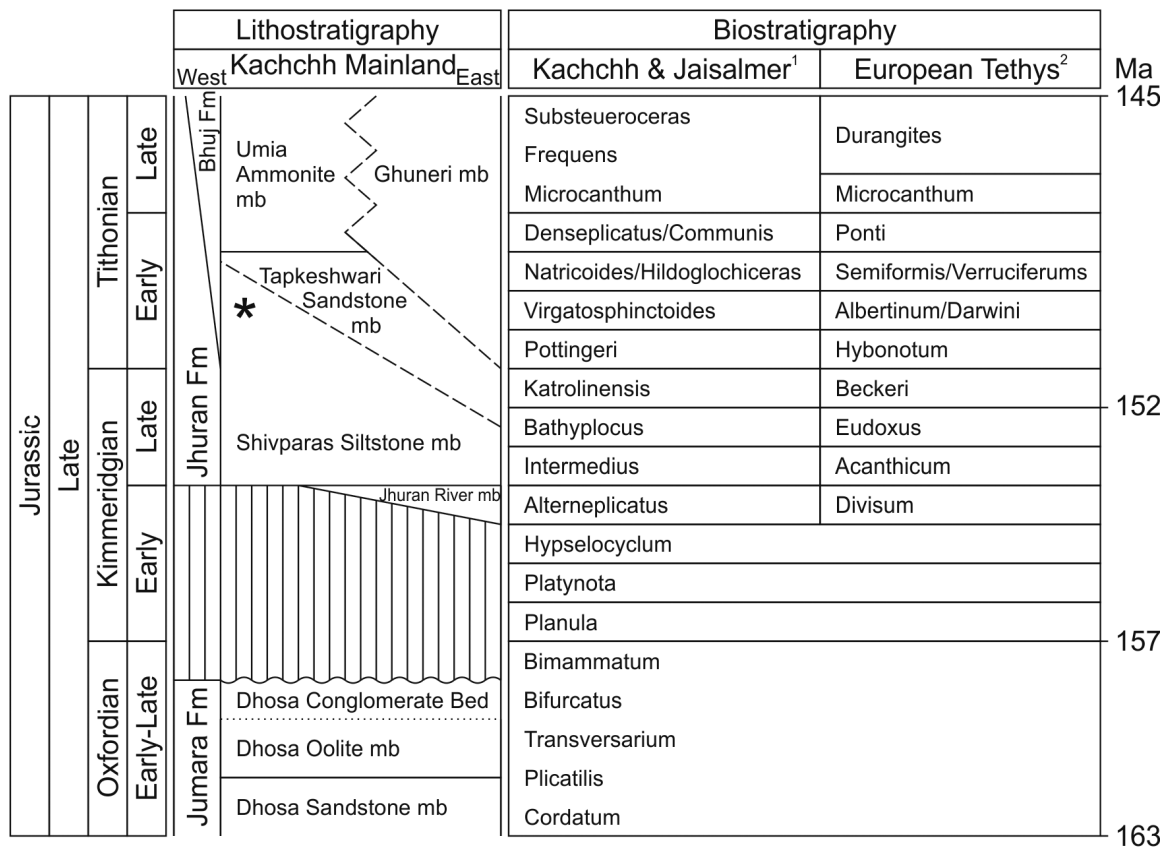 Lithostratigraphy
Biostratigraphy
West Kachchh Mainland East
Kachchh & Jaisalmer1
European Tethys2
Ma
Jurassic
Late
Tithonian
Kimmeridgian
Oxfordian
Late
Early
Late
Early
Early-Late
Bhuj Fm
Jhuran Fm
Jumara Fm
Umia
Ammonite
mb
Ghuneri mb
Tapkeshwari
Sandstone
mb
*
Shivparas Siltstone mb
Jhuran River mb
Dhosa Conglomerate Bed
Dhosa Oolite mb
Dhosa Sandstone mb
Substeueroceras
Frequens
Microcanthum
Denseplicatus/Communis
Natricoides/Hildoglochiceras
Virgatosphinctoides
Pottingeri
Katrolinensis
Bathyplocus
Intermedius
Alterneplicatus
Hypselocyclum
Platynota
Planula
Bimammatum
Bifurcatus
Transversarium
Plicatilis
Cordatum
Durangites
Microcanthum
Ponti
Semiformis/Verruciferums
Albertinum/Darwini
Hybonotum
Beckeri
Eudoxus
Acanthicum
Divisum
145
152
157
163